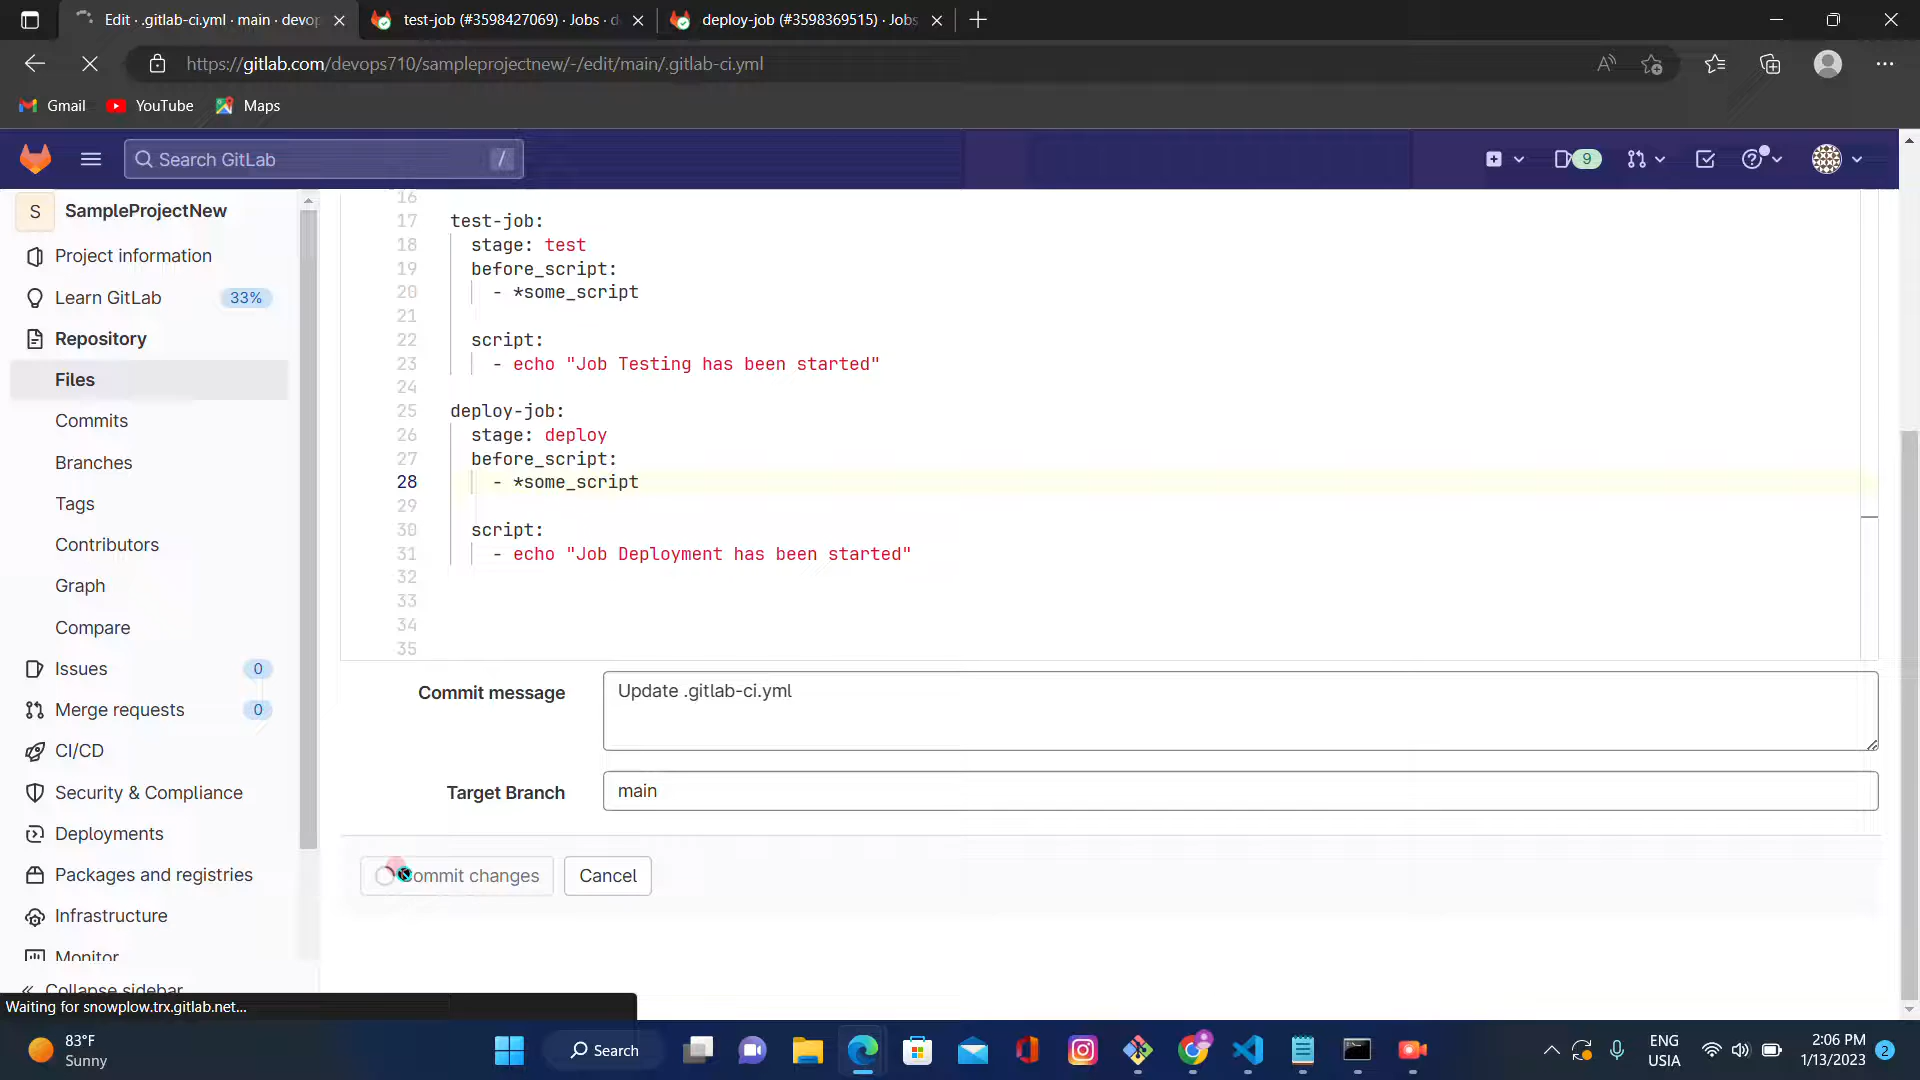 Edit · .gitlab-ci.yml · main · devop
test-job (#3598427069) · Jobs · d
deploy-job (#3598369515) · Jobs
https://gitlab.com/devops710/sampleprojectnew/-/edit/main/.gitlab-ci.yml
Gmail
YouTube
Maps
Search GitLab
/
9
S
SampleProjectNew
Project information
Learn GitLab
33%
Repository
Files
Commits
Branches
Tags
Contributors
Graph
Compare
Issues
0
Merge requests
0
CI/CD
Security & Compliance
Deployments
Packages and registries
Infrastructure
Monitor
Collapse sidebar
16
17 test-job:
18 stage: test
19 before_script:
20 - *some_script
21
22 script:
23 - echo "Job Testing has been started"
24
25 deploy-job:
26 stage: deploy
27 before_script:
28 - *some_script
29
30 script:
31 - echo "Job Deployment has been started"
32
33
34
35
Commit message
Update .gitlab-ci.yml
Target Branch
main
Commit changes
Cancel
Waiting for snowplow.trx.gitlab.net...
83°F
Sunny
Search
ENG
USIA
2:06 PM
1/13/2023
2